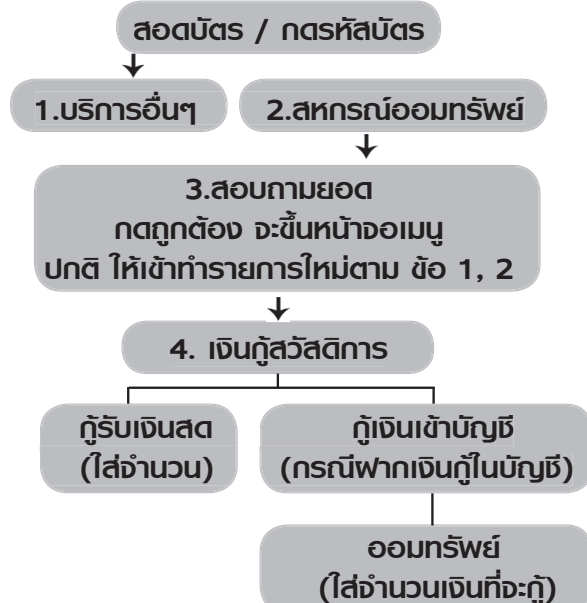 สอดบัตร / กดรหัสบัตร
1.บริการอื่นๆ
2.สหกรณ์ออมทรัพย์
3.สอบถามยอด
กดถูกต้อง จะขึ้นหน้าจอเมนู
ปกติ ให้เข้าทำรายการใหม่ตาม ข้อ 1, 2
4. เงินกู้สวัสดิการ
กู้รับเงินสด
(ใส่จำนวน)
กู้เงินเข้าบัญชี
(กรณีฝากเงินกู้ในบัญชี)
ออมทรัพย์
(ใส่จำนวนเงินที่จะกู้)